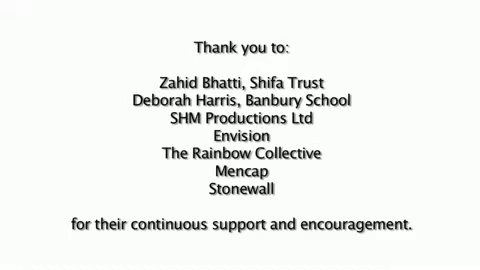 Thank you to:
Zahid Bhatti, Shifa Trust
Deborah Harris, Banbury School
SHM Productions Ltd
Envision
The Rainbow Collective
Mencap
Stonewall
for their continuous support and encouragement.